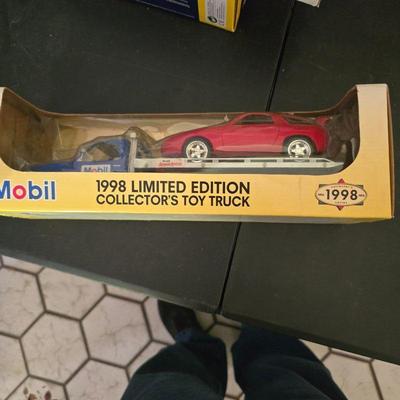 Mobil
Mobil
1998 LIMITED EDITION
COLLECTOR'S TOY TRUCK
1998